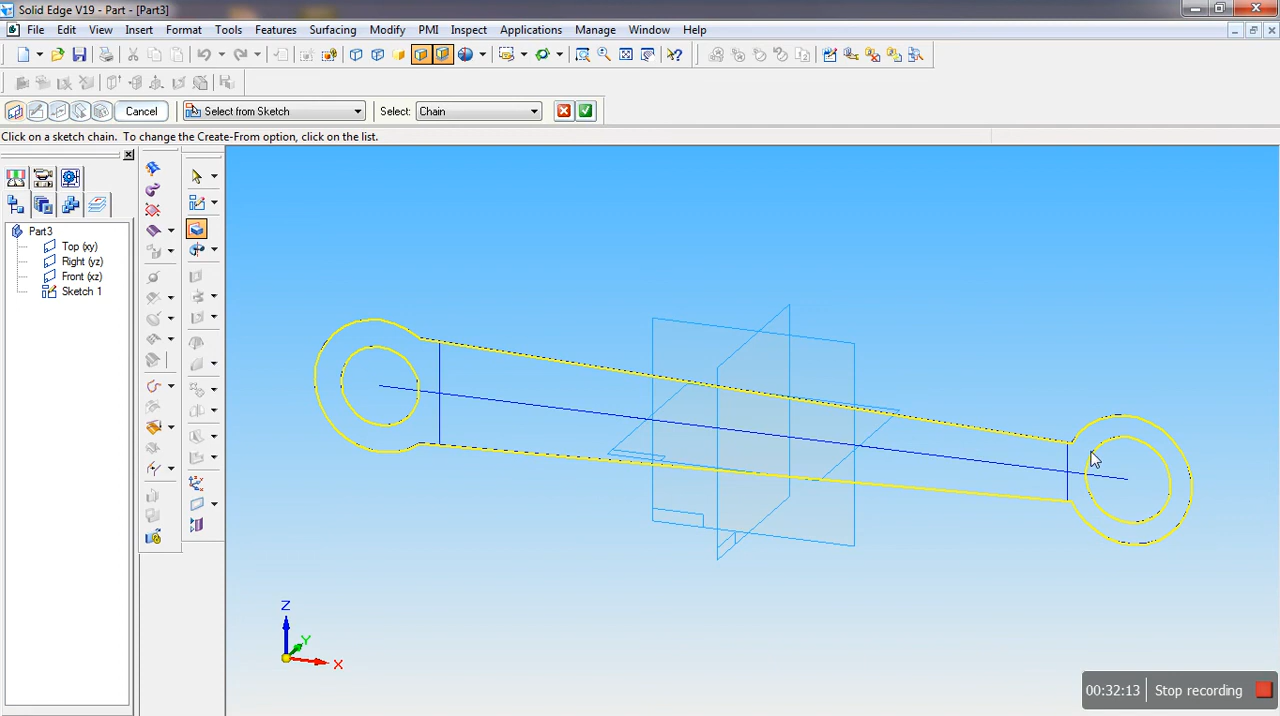 Solid Edge V19 - Part - [Part3]
File Edit View Insert Format Tools Features Surfacing Modify PMI Inspect Applications Manage Window Help
Cancel Select from Sketch Select: Chain
Click on a sketch chain. To change the Create-From option, click on the list.
Part3
Top (xy)
Right (yz)
Front (xz)
Sketch 1
Z
Y
X
00:32:13 Stop recording